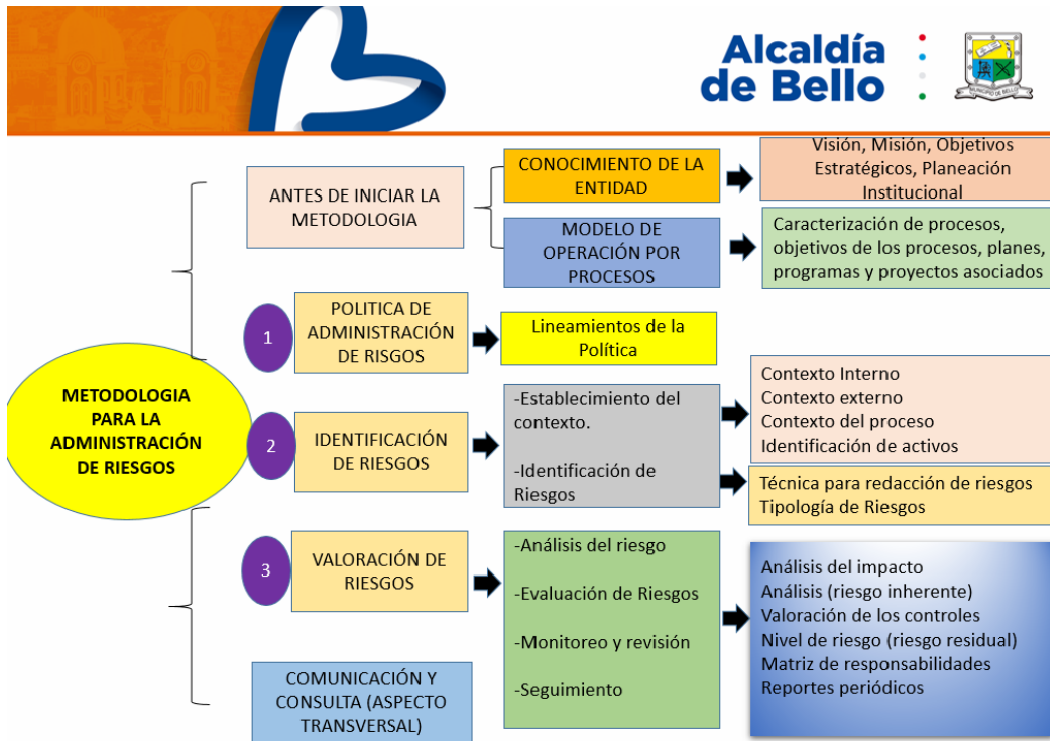 Alcaldía
de Bello
MUNICIPIO DE BELLO
ANTES DE INICIAR LA
METODOLOGIA
CONOCIMIENTO DE LA
ENTIDAD
Visión, Misión, Objetivos
Estratégicos, Planeación
Institucional
MODELO DE
OPERACIÓN POR
PROCESOS
Caracterización de procesos,
objetivos de los procesos, planes,
programas y proyectos asociados
METODOLOGIA
PARA LA
ADMINISTRACIÓN
DE RIESGOS
1
POLITICA DE
ADMINISTRACIÓN
DE RISGOS
Lineamientos de la
Política
2
IDENTIFICACIÓN
DE RIESGOS
-Establecimiento del
contexto.
-Identificación de
Riesgos
Contexto Interno
Contexto externo
Contexto del proceso
Identificación de activos
Técnica para redacción de riesgos
Tipología de Riesgos
3
VALORACIÓN DE
RIESGOS
-Análisis del riesgo
-Evaluación de Riesgos
-Monitoreo y revisión
-Seguimiento
Análisis del impacto
Análisis (riesgo inherente)
Valoración de los controles
Nivel de riesgo (riesgo residual)
Matriz de responsabilidades
Reportes periódicos
COMUNICACIÓN Y
CONSULTA (ASPECTO
TRANSVERSAL)